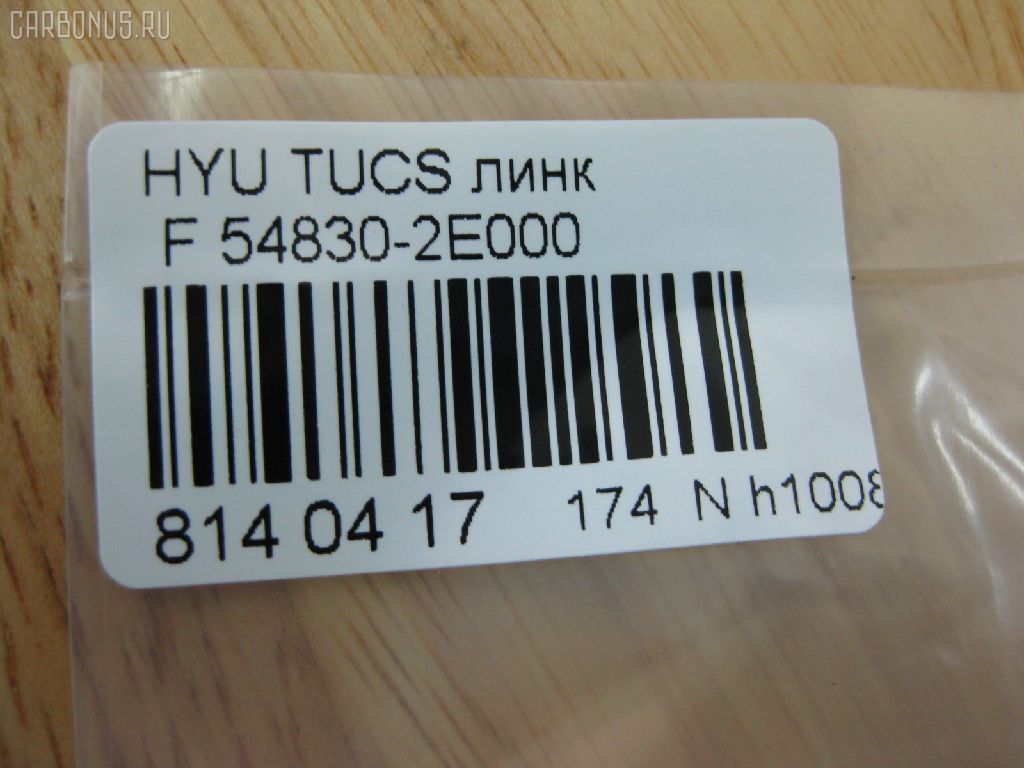 CARBONUS.RU
HYU TUCS линк
F 54830-2E000
814 04 17 174 N h1008